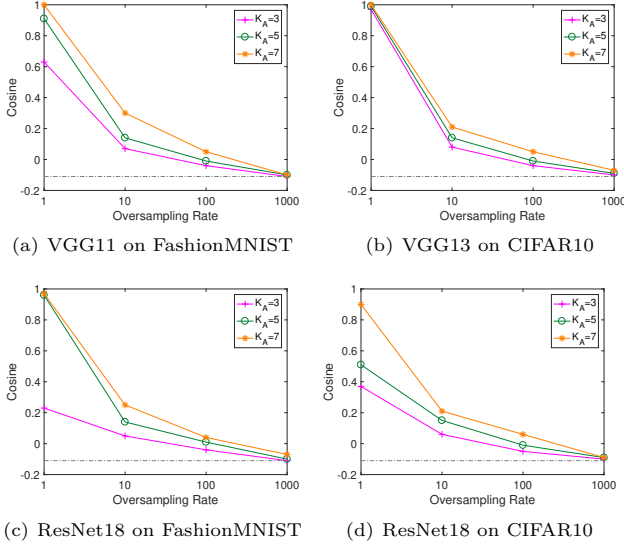 1
0.8
0.6
0.4
0.2
0
-0.2
Cosine
1 10 100 1000
Oversampling Rate
K_A=3
K_A=5
K_A=7
(a) VGG11 on FashionMNIST
1
0.8
0.6
0.4
0.2
0
-0.2
Cosine
1 10 100 1000
Oversampling Rate
K_A=3
K_A=5
K_A=7
(b) VGG13 on CIFAR10
1
0.8
0.6
0.4
0.2
0
-0.2
Cosine
1 10 100 1000
Oversampling Rate
K_A=3
K_A=5
K_A=7
(c) ResNet18 on FashionMNIST
1
0.8
0.6
0.4
0.2
0
-0.2
Cosine
1 10 100 1000
Oversampling Rate
K_A=3
K_A=5
K_A=7
(d) ResNet18 on CIFAR10